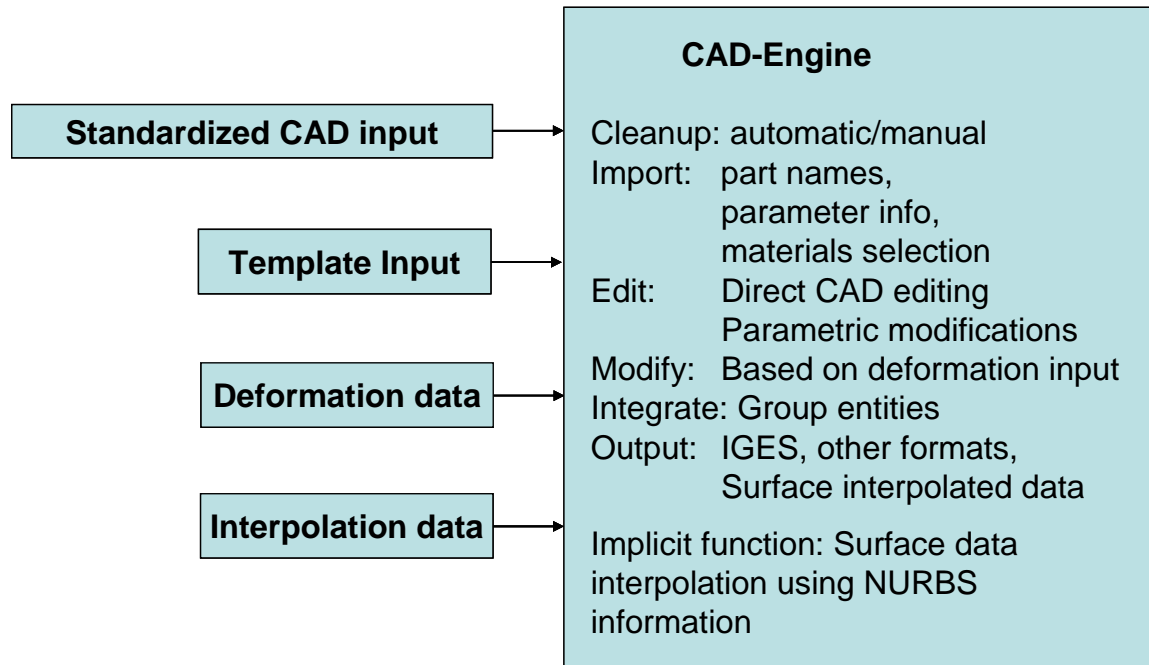 CAD-Engine
Standardized CAD input
Template Input
Deformation data
Interpolation data
Cleanup: automatic/manual
Import: part names,
parameter info,
materials selection
Edit: Direct CAD editing
Parametric modifications
Modify: Based on deformation input
Integrate: Group entities
Output: IGES, other formats,
Surface interpolated data
Implicit function: Surface data
interpolation using NURBS
information